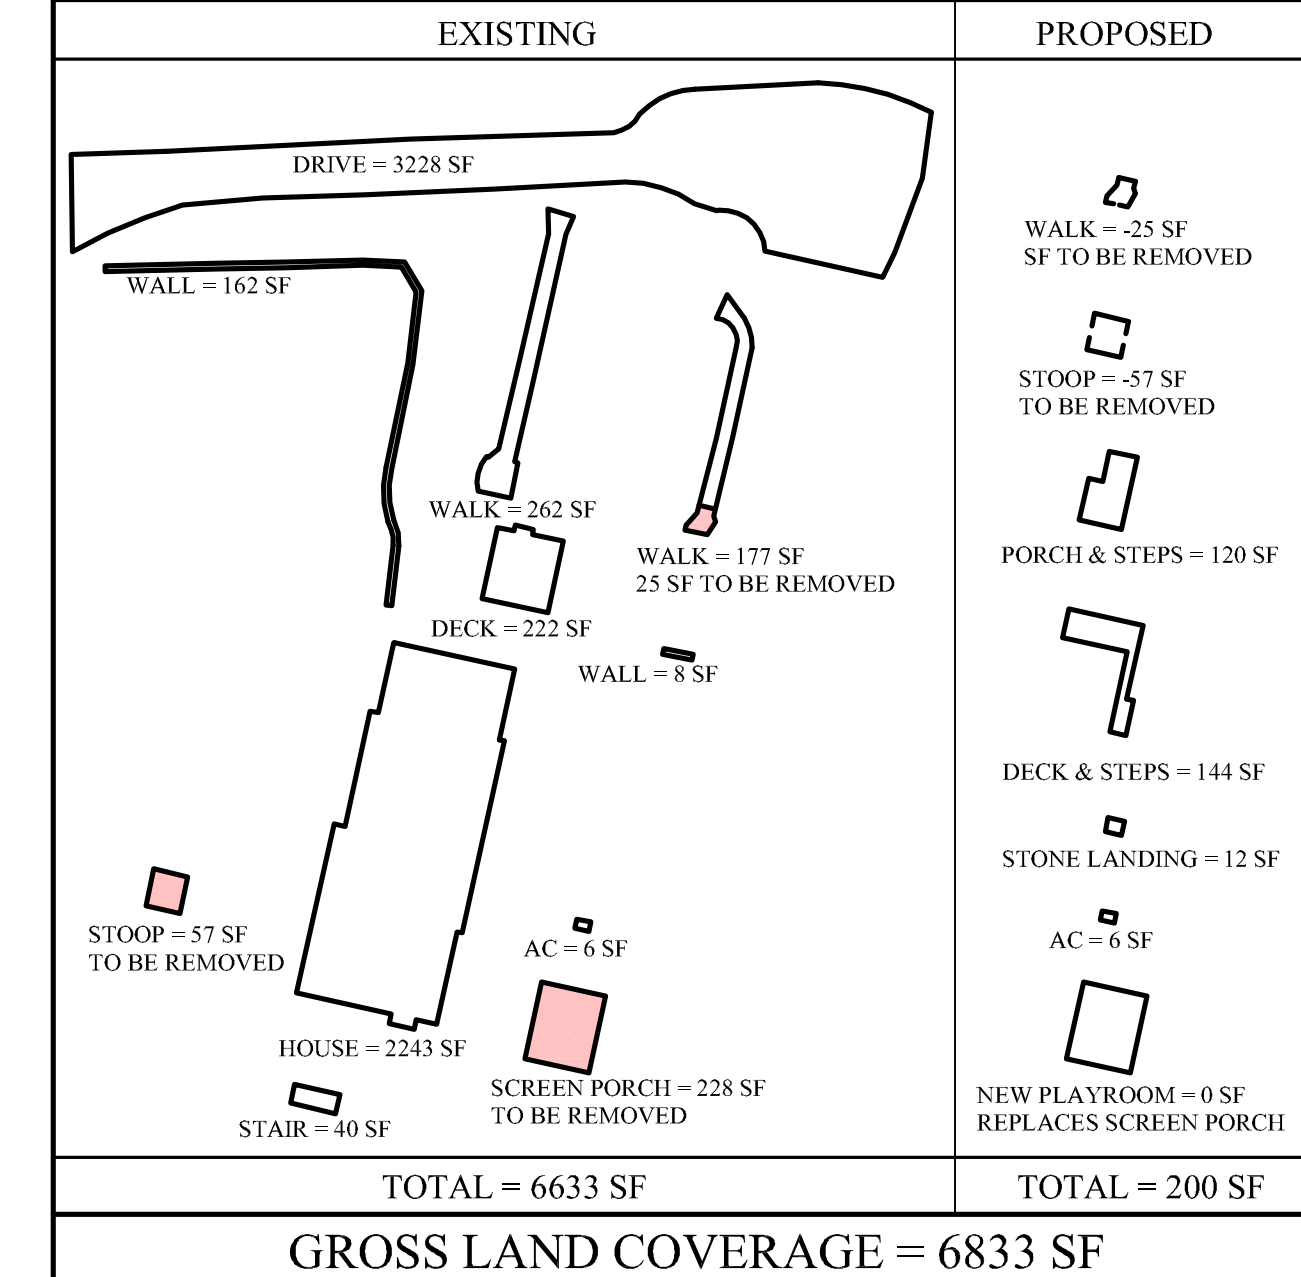 EXISTING
PROPOSED
DRIVE = 3228 SF
WALL = 162 SF
WALK = 262 SF
WALK = 177 SF
25 SF TO BE REMOVED
DECK = 222 SF
WALL = 8 SF
STOOP = 57 SF
TO BE REMOVED
AC = 6 SF
HOUSE = 2243 SF
SCREEN PORCH = 228 SF
TO BE REMOVED
STAIR = 40 SF
WALK = -25 SF
SF TO BE REMOVED
STOOP = -57 SF
TO BE REMOVED
PORCH & STEPS = 120 SF
DECK & STEPS = 144 SF
STONE LANDING = 12 SF
AC = 6 SF
NEW PLAYROOM = 0 SF
REPLACES SCREEN PORCH
TOTAL = 6633 SF
TOTAL = 200 SF
GROSS LAND COVERAGE = 6833 SF